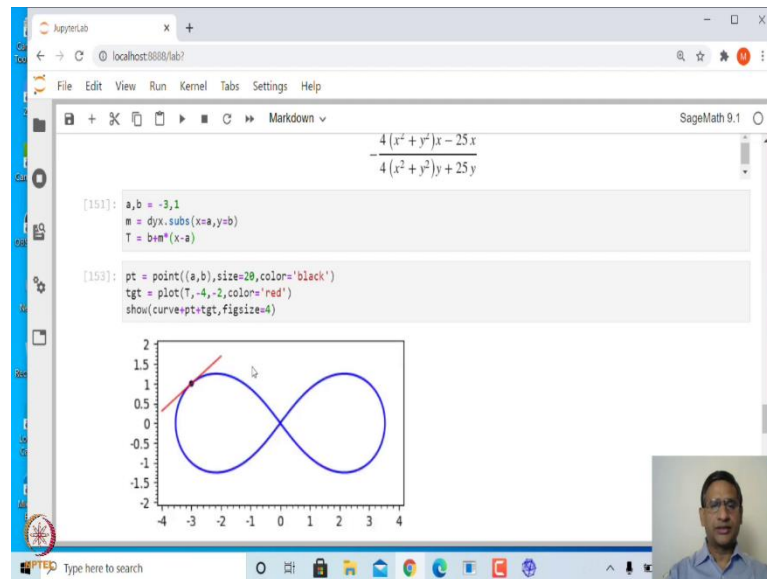 JupyterLab
localhost:8888/lab?
File Edit View Run Kernel Tabs Settings Help
Markdown
SageMath 9.1
4 (x² + y²)x − 25 x
−
4 (x² + y²)y + 25 y
[151]: a,b = -3,1
m = dyx.subs(x=a,y=b)
T = b+m*(x-a)
[153]: pt = point((a,b),size=20,color='black')
tgt = plot(T,-4,-2,color='red')
show(curve+pt+tgt,figsize=4)
2
1.5
1
0.5
0
-0.5
-1
-1.5
-2
-4 -3 -2 -1 0 1 2 3 4
NPTEL
Type here to search